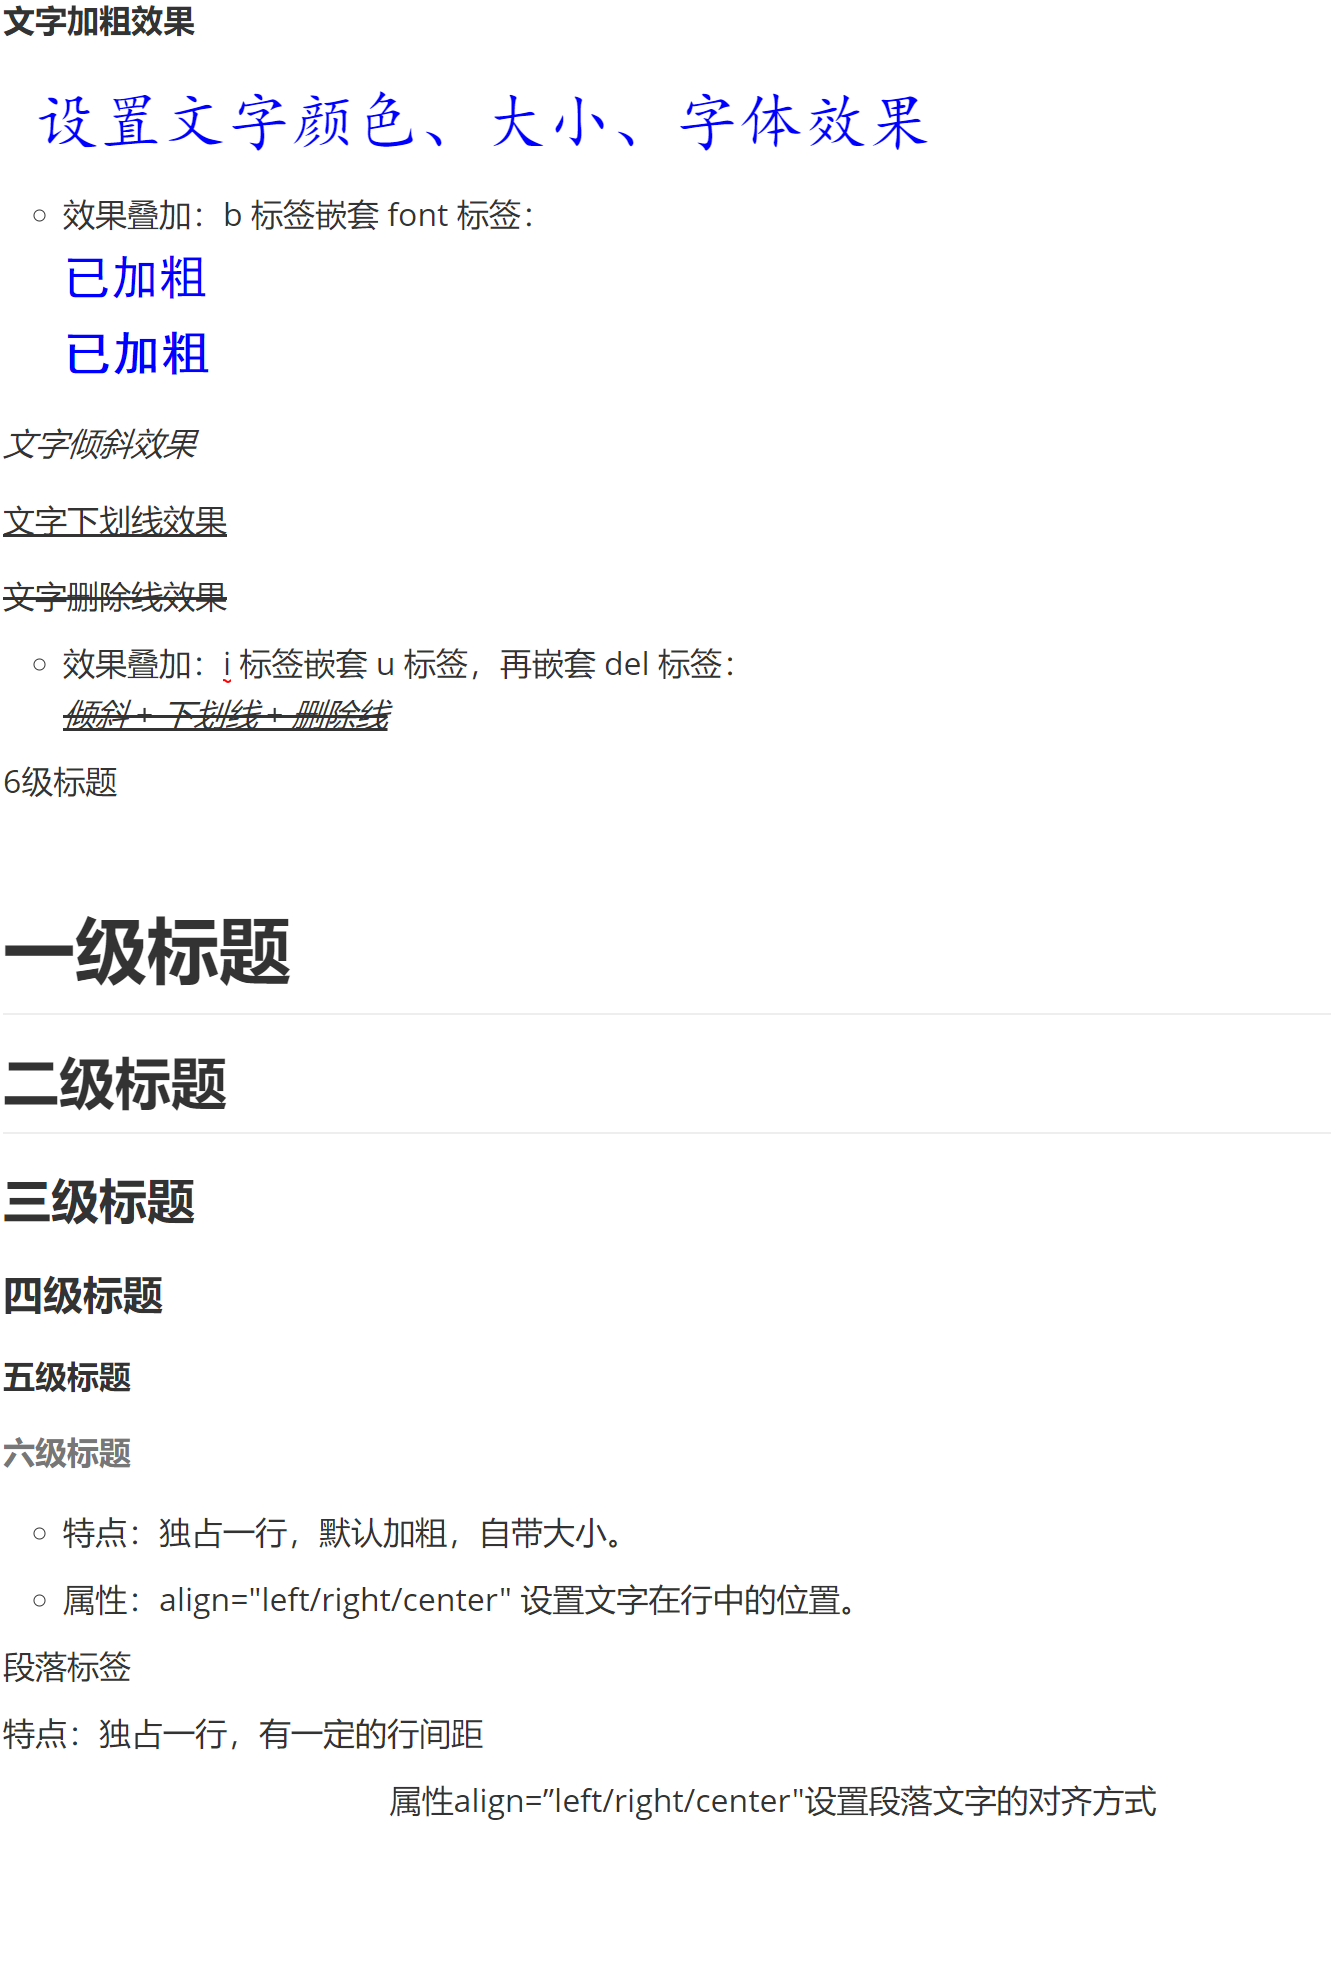 文字加粗效果
设置文字颜色、大小、字体效果
效果叠加：b 标签嵌套 font 标签：
已加粗
已加粗
文字倾斜效果
文字下划线效果
文字删除线效果
效果叠加：i 标签嵌套 u 标签，再嵌套 del 标签：
倾斜 + 下划线 + 删除线
6级标题
一级标题
二级标题
三级标题
四级标题
五级标题
六级标题
特点：独占一行，默认加粗，自带大小。
属性：align="left/right/center" 设置文字在行中的位置。
段落标签
特点：独占一行，有一定的行间距
属性align=”left/right/center"设置段落文字的对齐方式